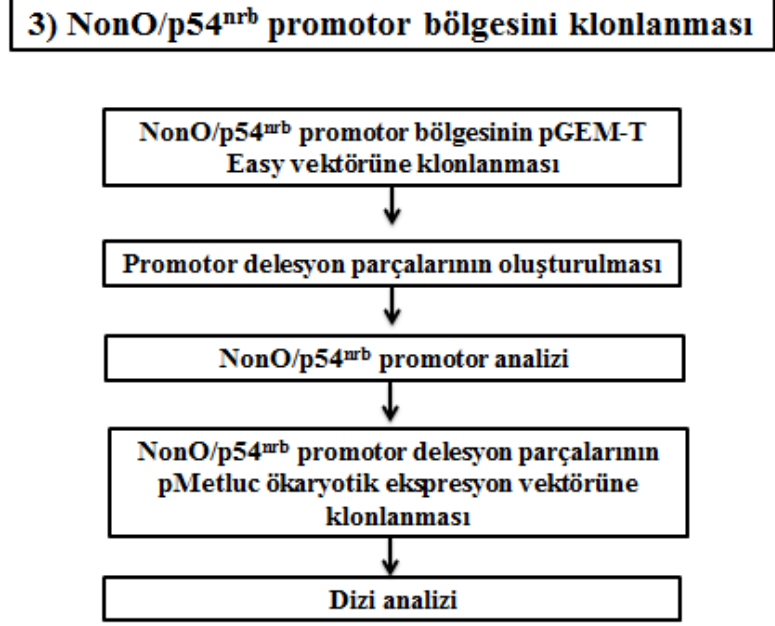 3) NonO/p54nrb promotor bölgesini klonlanması
NonO/p54nrb promotor bölgesinin pGEM-T
Easy vektörüne klonlanması
Promotor delesyon parçalarının oluşturulması
NonO/p54nrb promotor analizi
NonO/p54nrb promotor delesyon parçalarının
pMetluc ökaryotik ekspresyon vektörüne
klonlanması
Dizi analizi